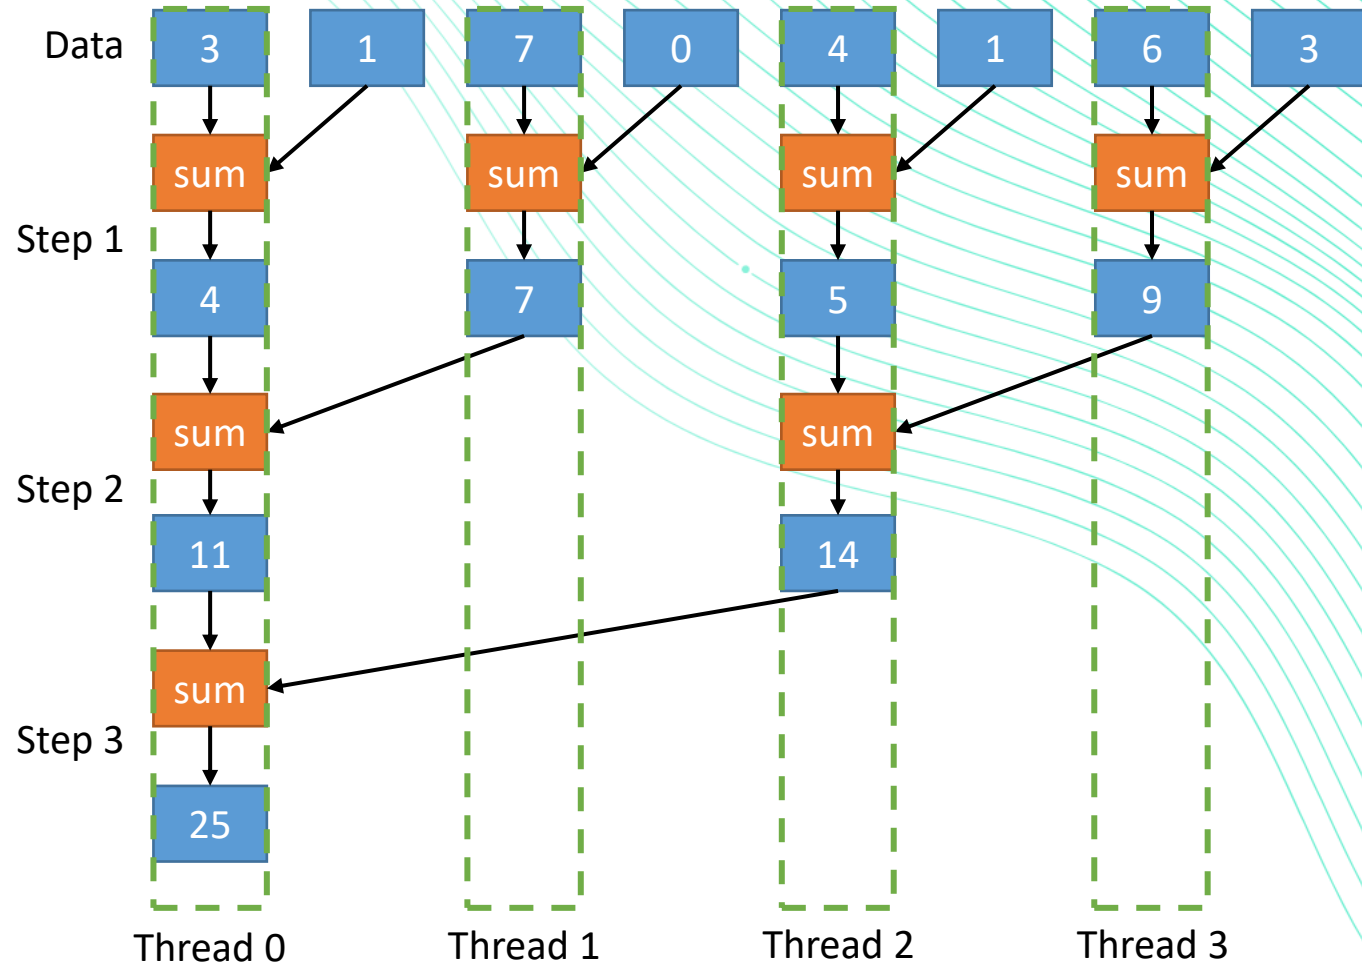 Data 3 1 7 0 4 1 6 3
sum sum sum sum
Step 1
4 7 5 9
sum sum
Step 2
11 14
sum
Step 3
25
Thread 0 Thread 1 Thread 2 Thread 3